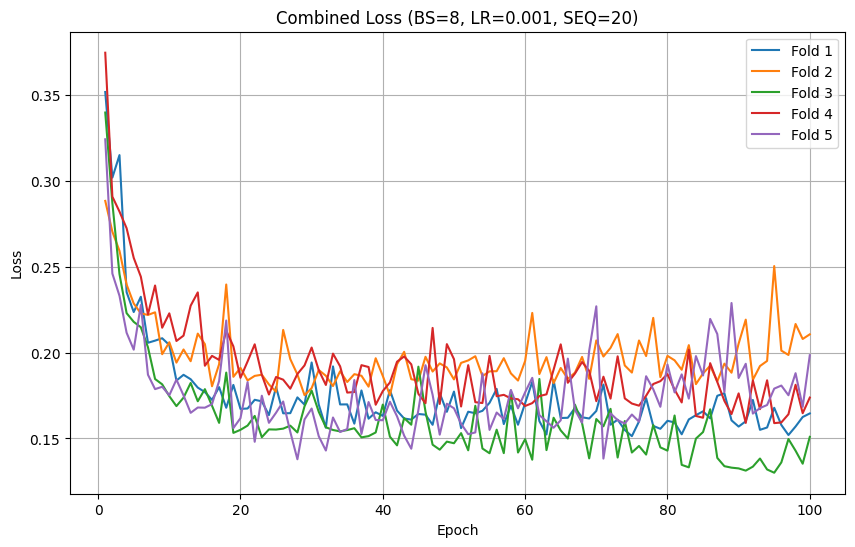 Combined Loss (BS=8, LR=0.001, SEQ=20)
Fold 1
Fold 2
Fold 3
Fold 4
Fold 5
Loss
0.35
0.30
0.25
0.20
0.15
0
20
40
60
80
100
Epoch